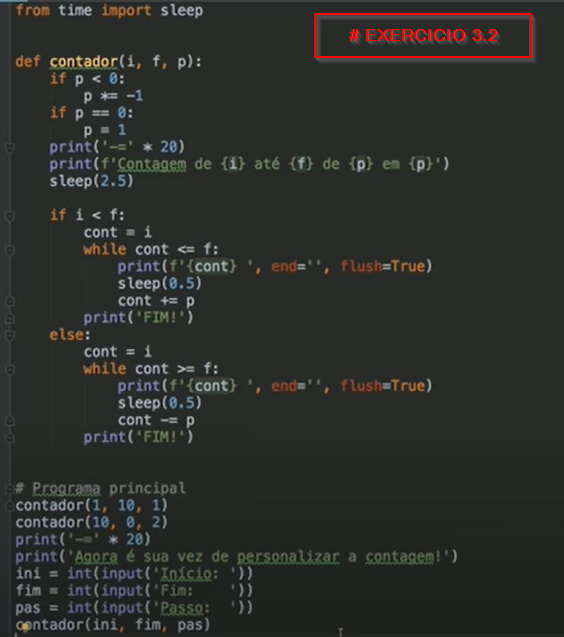 from time import sleep
# EXERCICIO 3.2
def contador(i, f, p):
    if p < 0:
        p *= -1
    if p == 0:
        p = 1
    print('-=' * 20)
    print(f'Contagem de {i} até {f} de {p} em {p}')
    sleep(2.5)
    if i < f:
        cont = i
        while cont <= f:
            print(f'{cont} ', end='', flush=True)
            sleep(0.5)
            cont += p
        print('FIM!')
    else:
        cont = i
        while cont >= f:
            print(f'{cont} ', end='', flush=True)
            sleep(0.5)
            cont -= p
        print('FIM!')
# Programa principal
contador(1, 10, 1)
contador(10, 0, 2)
print('-=' * 20)
print('Agora é sua vez de personalizar a contagem!')
ini = int(input('Início: '))
fim = int(input('Fim:    '))
pas = int(input('Passo:  '))
contador(ini, fim, pas)